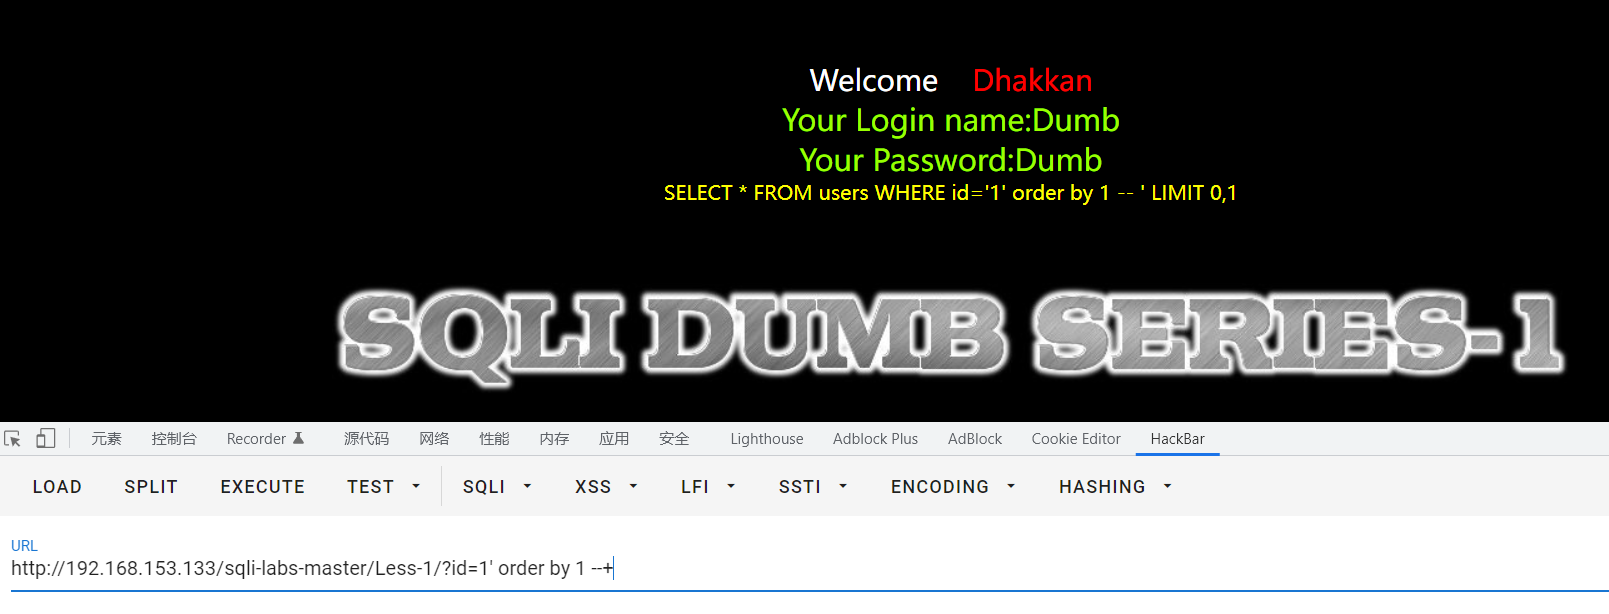 Welcome Dhakkan
Your Login name:Dumb
Your Password:Dumb
SELECT * FROM users WHERE id='1' order by 1 -- ' LIMIT 0,1
SQLI DUMB SERIES-1
元素 控制台 Recorder 源代码 网络 性能 内存 应用 安全 Lighthouse Adblock Plus AdBlock Cookie Editor HackBar
LOAD SPLIT EXECUTE TEST SQLI XSS LFI SSTI ENCODING HASHING
URL
http://192.168.153.133/sqli-labs-master/Less-1/?id=1' order by 1 --+